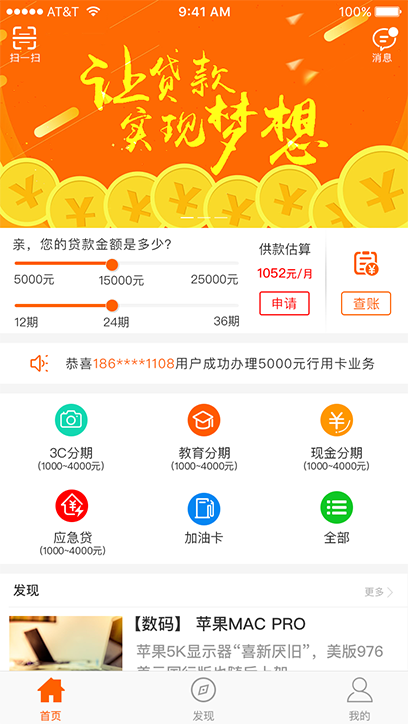 AT&T
9:41 AM
100%
扫一扫
消息
让贷款
实现梦想
亲，您的贷款金额是多少?
5000元
15000元
25000元
12期
24期
36期
供款估算
1052元/月
申请
查账
恭喜186****1108用户成功办理5000元行用卡业务
3C分期
(1000~4000元)
教育分期
(1000~4000元)
现金分期
(1000~4000元)
应急贷
(1000~4000元)
加油卡
全部
发现
更多
【数码】 苹果MAC PRO
苹果5K显示器“喜新厌旧”，美版976
首页
发现
我的